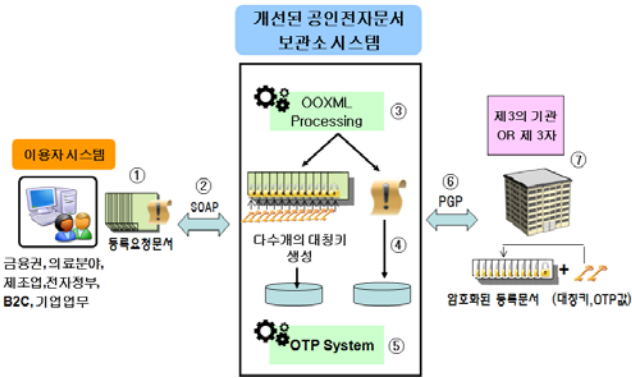 개선된 공인전자문서
보관소시스템
OOXML
Processing
③
제3의 기관
OR 제 3자
이용자시스템
①
②
SOAP
⑥
PGP
⑦
등록요청문서
다수개의 대칭키
생성
④
금융권, 의료분야,
제조업,전자정부,
B2C, 기업업무
암호화된 등록문서
(대칭키,OTP값)
+
OTP System
⑤